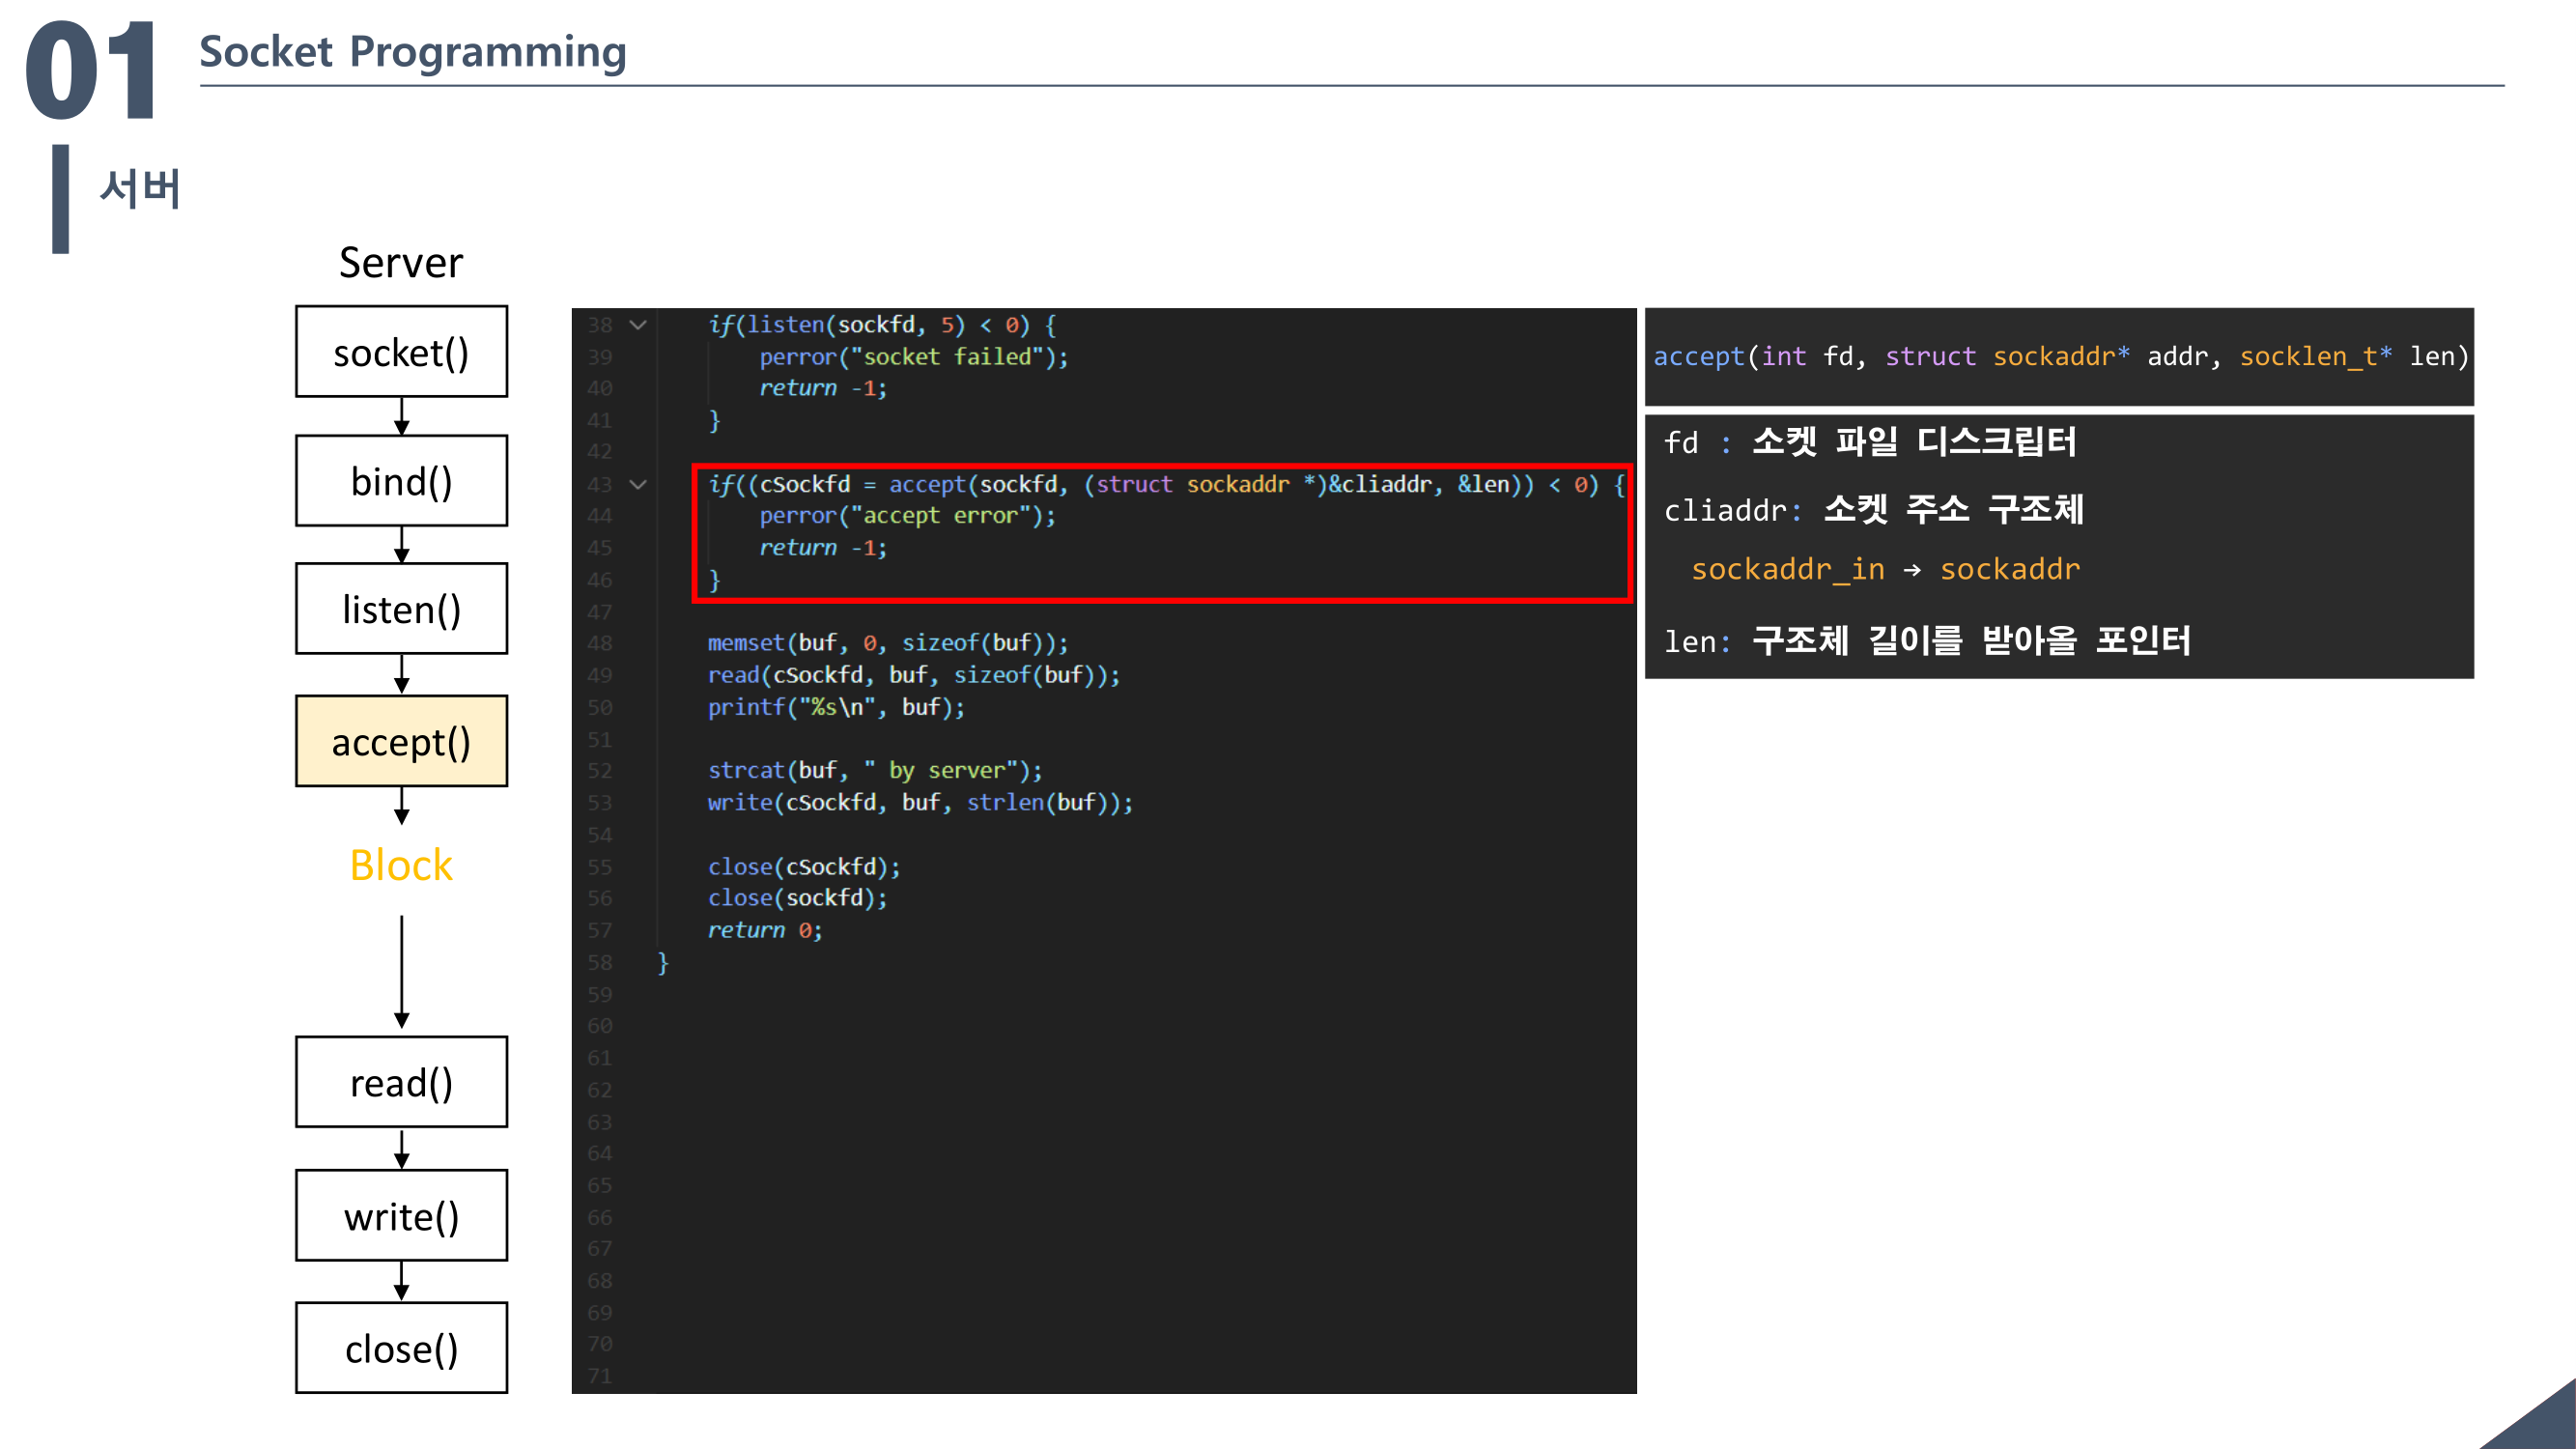 01
Socket Programming
서버
Server
socket()
bind()
listen()
accept()
Block
read()
write()
close()
38 if(listen(sockfd, 5) < 0) {
39 perror("socket failed");
40 return -1;
41 }
42
43 if((cSockfd = accept(sockfd, (struct sockaddr *)&cliaddr, &len)) < 0) {
44 perror("accept error");
45 return -1;
46 }
47
48 memset(buf, 0, sizeof(buf));
49 read(cSockfd, buf, sizeof(buf));
50 printf("%s\n", buf);
51
52 strcat(buf, " by server");
53 write(cSockfd, buf, strlen(buf));
54
55 close(cSockfd);
56 close(sockfd);
57 return 0;
58 }
59
60
61
62
63
64
65
66
67
68
69
70
71
accept(int fd, struct sockaddr* addr, socklen_t* len)
fd : 소켓 파일 디스크립터
cliaddr: 소켓 주소 구조체
sockaddr_in → sockaddr
len: 구조체 길이를 받아올 포인터